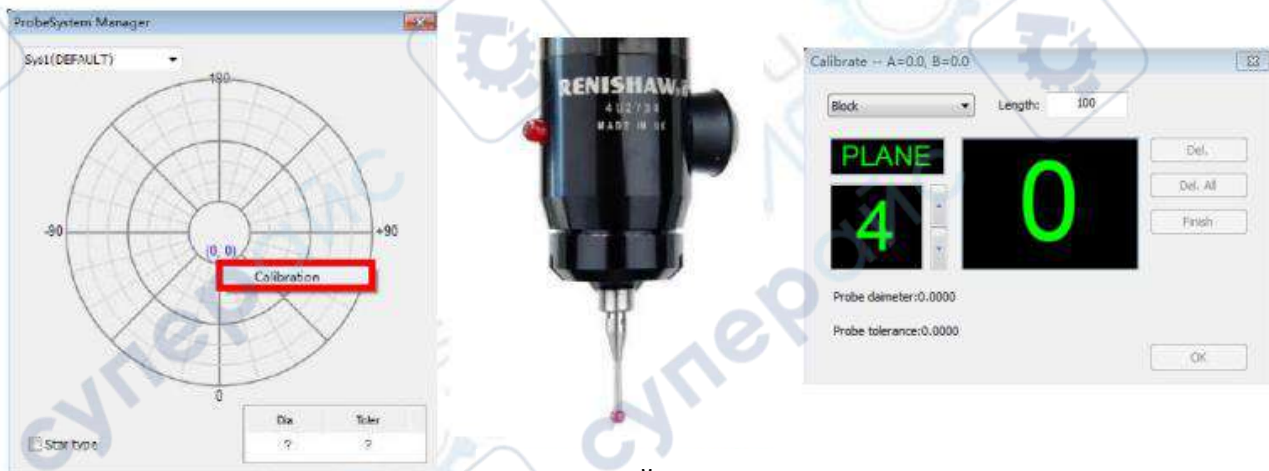 ProbeSystem Manager
Sys1(DEFAULT)
180
-90
+90
(0, 0)
Calibration
0
Dia
Toler
?
?
Star type
RENISHAW
MADE IN UK
Calibrate -- A=0.0, B=0.0
Block
Length:
100
PLANE
4
0
Del.
Del. All
Finish
Probe daimeter:0.0000
Probe tolerance:0.0000
OK
суперайс
суперайс